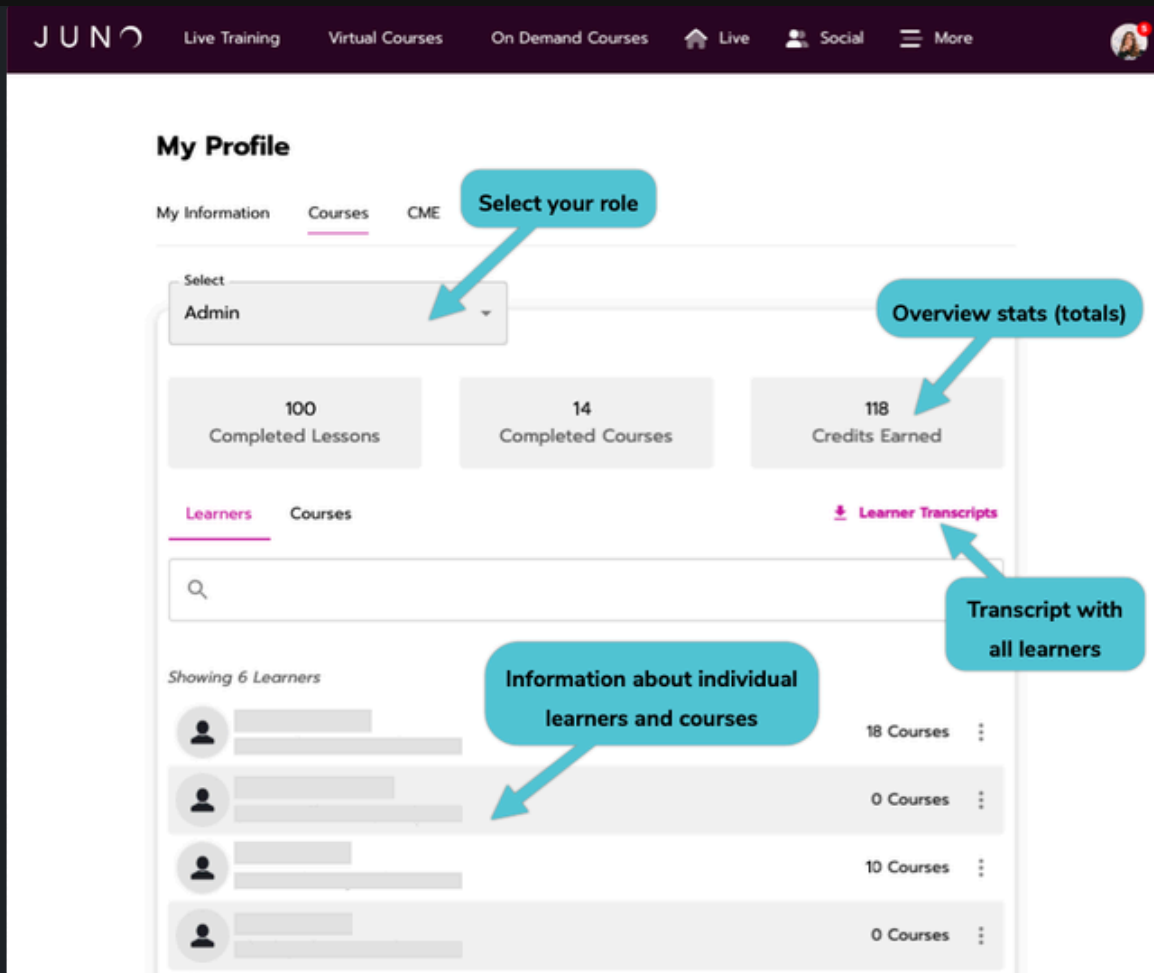 JUNO Live Training Virtual Courses On Demand Courses Live Social More 5
My Profile
My Information Courses CME
Select your role
Select
Admin
Overview stats (totals)
100
Completed Lessons
14
Completed Courses
118
Credits Earned
Learners Courses Learner Transcripts
Transcript with
all learners
Showing 6 Learners
Information about individual
learners and courses
18 Courses
0 Courses
10 Courses
0 Courses